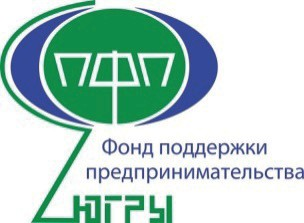 ПФП
Фонд поддержки
предпринимательства
ЮГРЫ